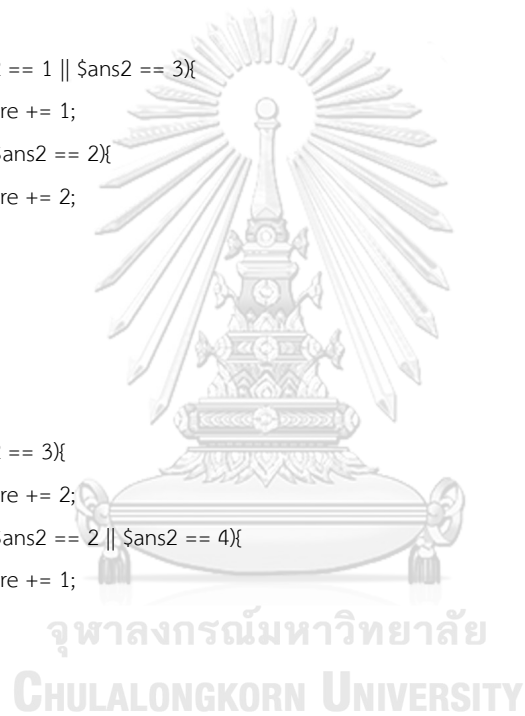 == 1 || $ans2 == 3){
re += 1;
ans2 == 2){
re += 2;
== 3){
re += 2;
ans2 == 2 || $ans2 == 4){
re += 1;
จุฬาลงกรณ์มหาวิทยาลัย
CHULALONGKORN UNIVERSITY